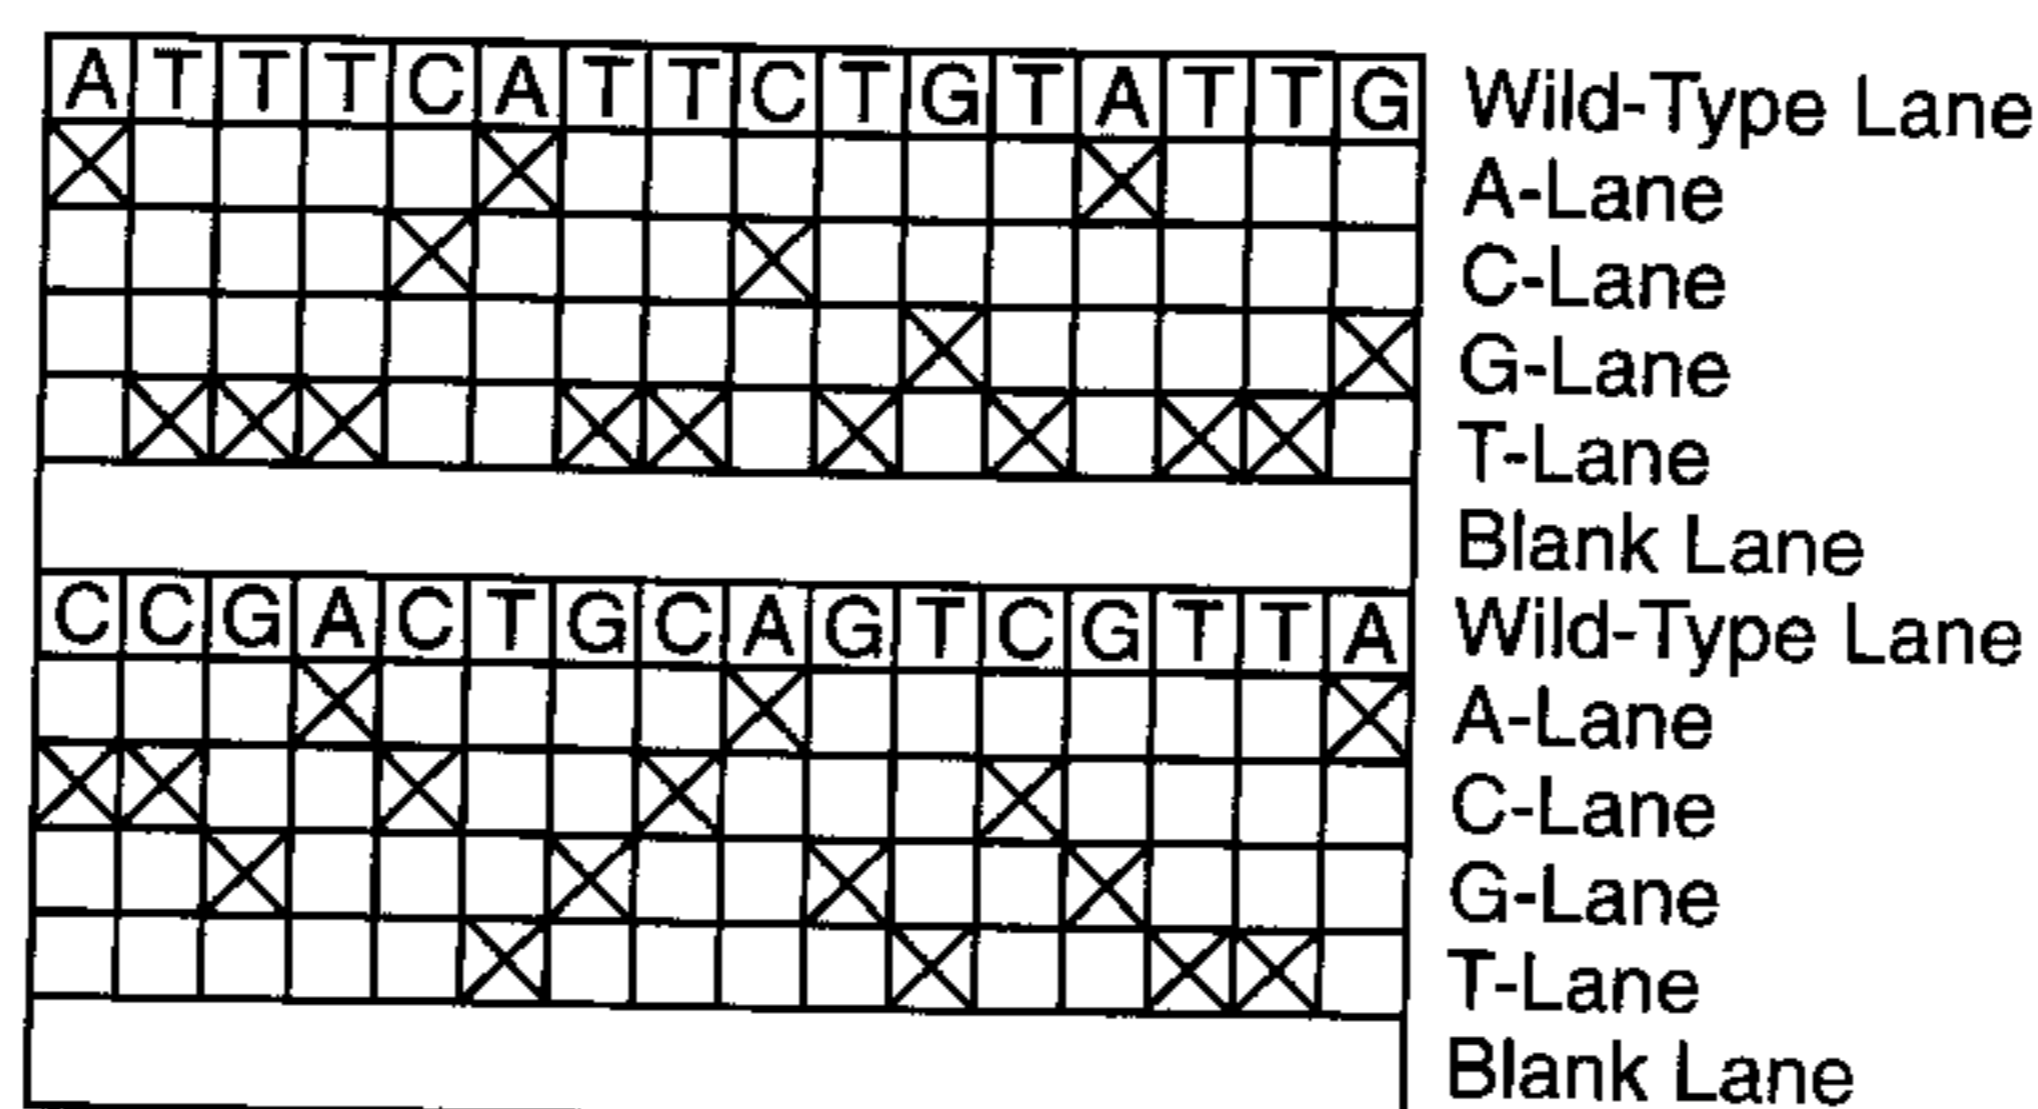 A T T T C A T T C T G T A T T G Wild-Type Lane
A-Lane
C-Lane
G-Lane
T-Lane
Blank Lane
C C G A C T G C A G T C G T T A Wild-Type Lane
A-Lane
C-Lane
G-Lane
T-Lane
Blank Lane